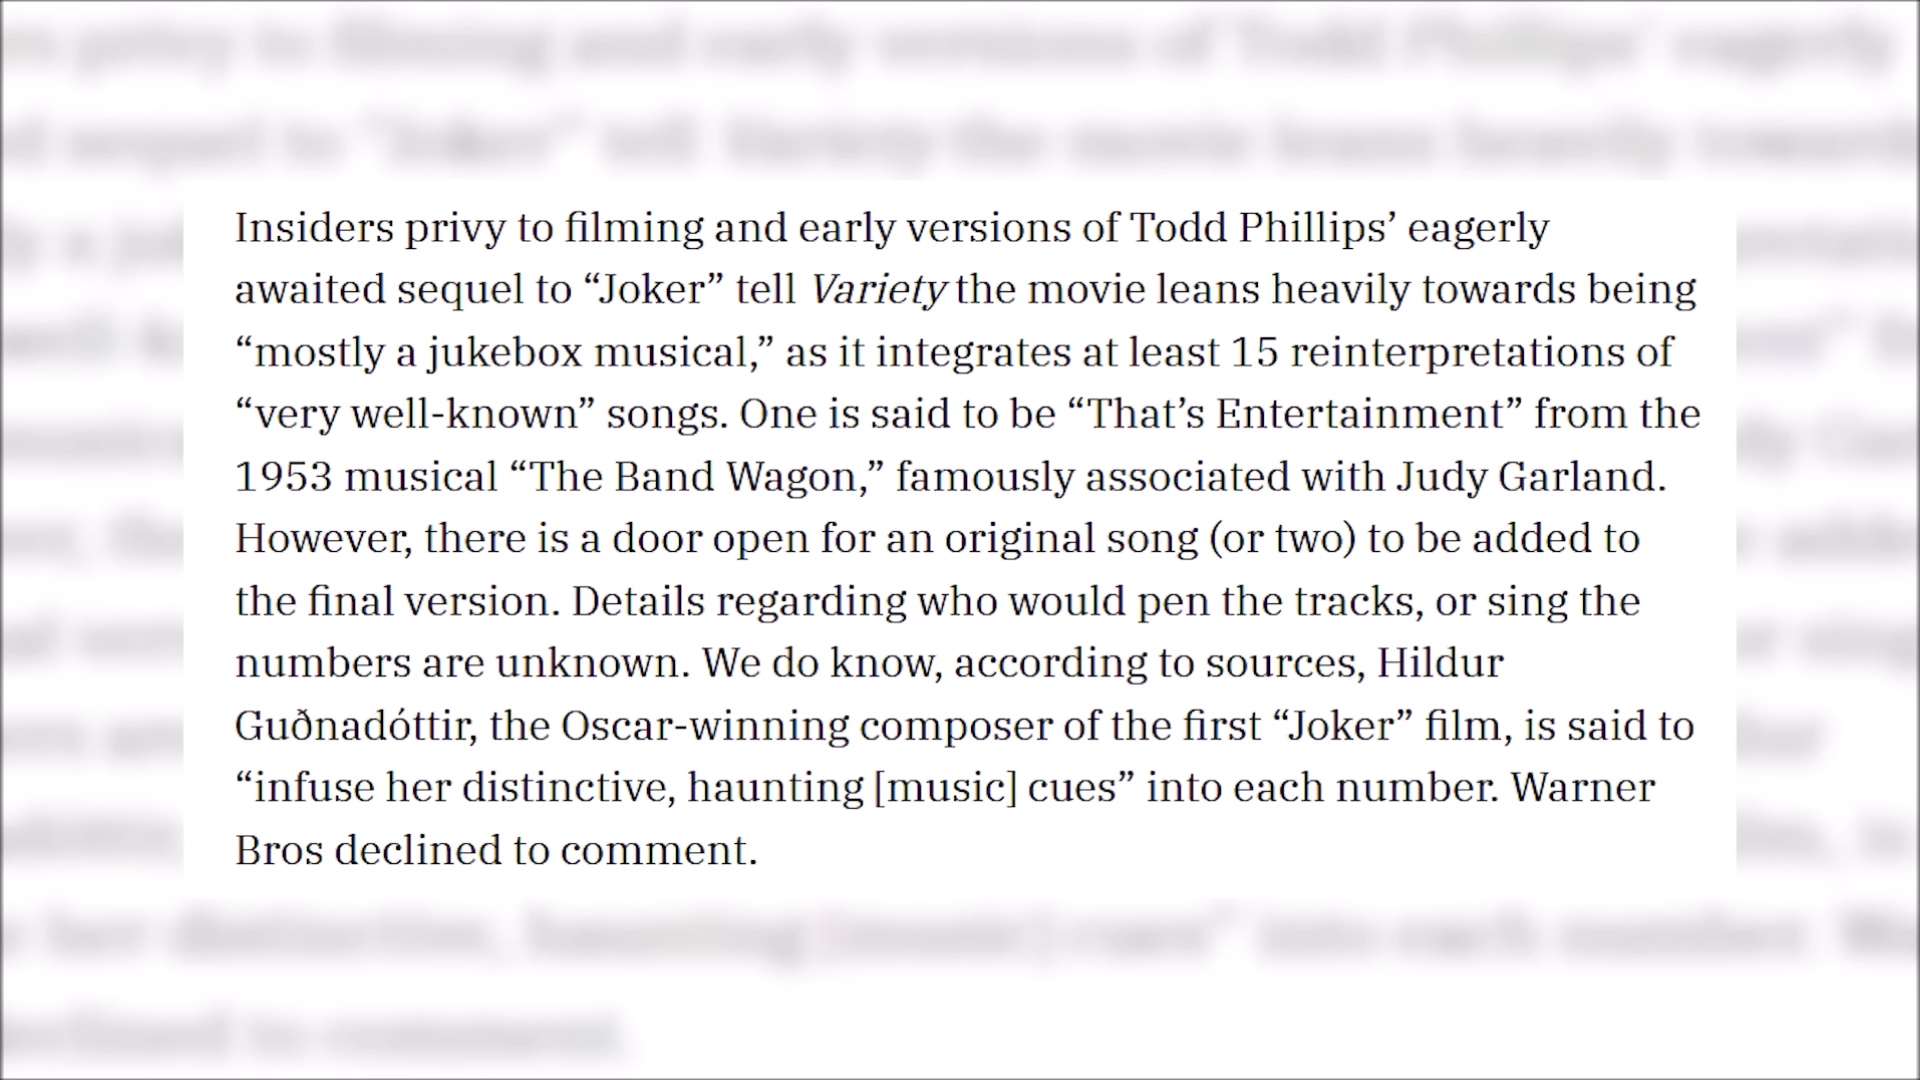 Insiders privy to filming and early versions of Todd Phillips’ eagerly
awaited sequel to “Joker” tell Variety the movie leans heavily towards being
“mostly a jukebox musical,” as it integrates at least 15 reinterpretations of
“very well-known” songs. One is said to be “That’s Entertainment” from the
1953 musical “The Band Wagon,” famously associated with Judy Garland.
However, there is a door open for an original song (or two) to be added to
the final version. Details regarding who would pen the tracks, or sing the
numbers are unknown. We do know, according to sources, Hildur
Guðnadóttir, the Oscar-winning composer of the first “Joker” film, is said to
“infuse her distinctive, haunting [music] cues” into each number. Warner
Bros declined to comment.